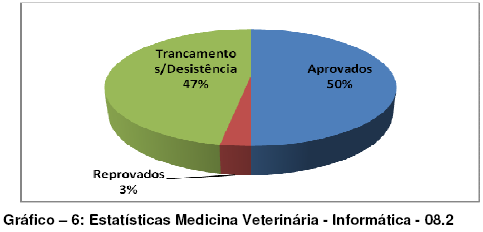 Trancamento
s/Desistência
47%
Aprovados
50%
Reprovados
3%
Gráfico – 6: Estatísticas Medicina Veterinária - Informática - 08.2